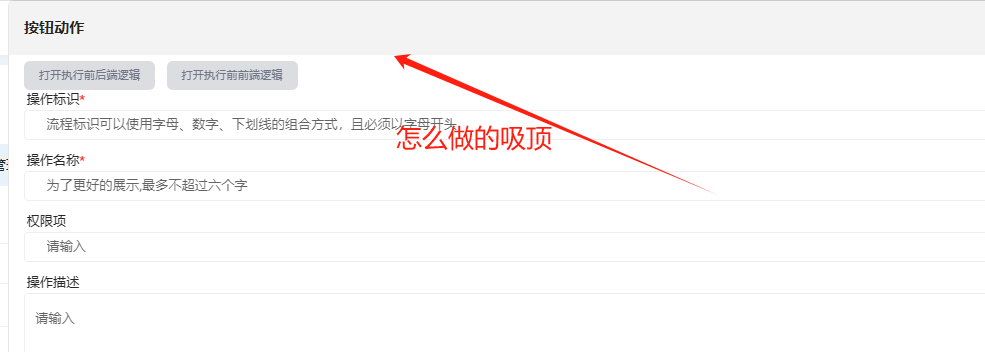 按钮动作
打开执行前后端逻辑 打开执行前前端逻辑
操作标识*
流程标识可以使用字母、数字、下划线的组合方式，且必须以字母开头
怎么做的吸顶
操作名称*
为了更好的展示,最多不超过六个字
权限项
请输入
操作描述
请输入